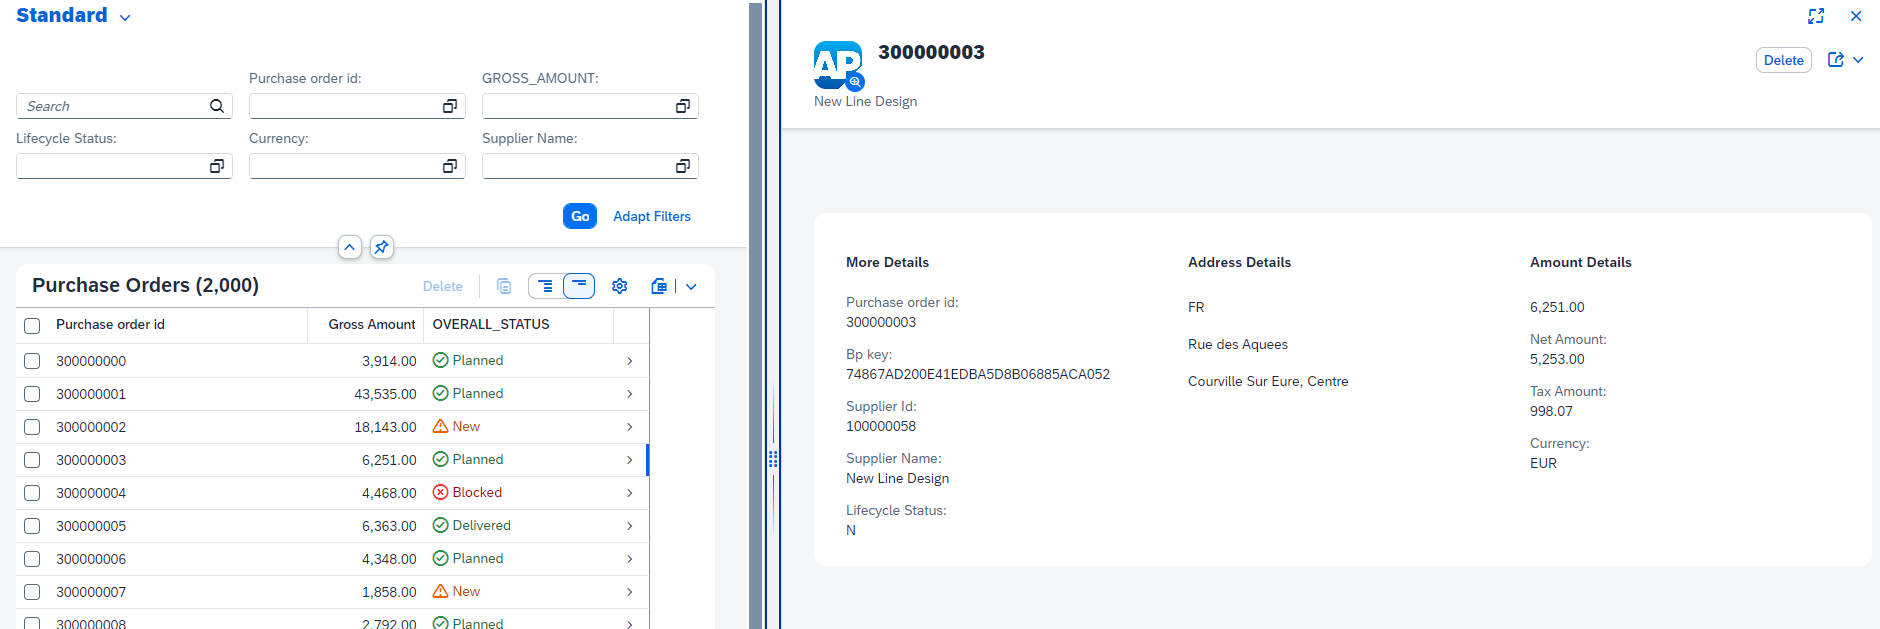 Standard
Search
Purchase order id:
GROSS_AMOUNT:
Lifecycle Status:
Currency:
Supplier Name:
Go
Adapt Filters
Purchase Orders (2,000)
Delete
Purchase order id Gross Amount OVERALL_STATUS
300000000 3,914.00 Planned
300000001 43,535.00 Planned
300000002 18,143.00 New
300000003 6,251.00 Planned
300000004 4,468.00 Blocked
300000005 6,363.00 Delivered
300000006 4,348.00 Planned
300000007 1,858.00 New
300000008 2,792.00 Planned
AP
300000003
New Line Design
Delete
More Details
Purchase order id:
300000003
Bp key:
74867AD200E41EDBA5D8B06885ACA052
Supplier Id:
100000058
Supplier Name:
New Line Design
Lifecycle Status:
N
Address Details
FR
Rue des Aquees
Courville Sur Eure, Centre
Amount Details
6,251.00
Net Amount:
5,253.00
Tax Amount:
998.07
Currency:
EUR